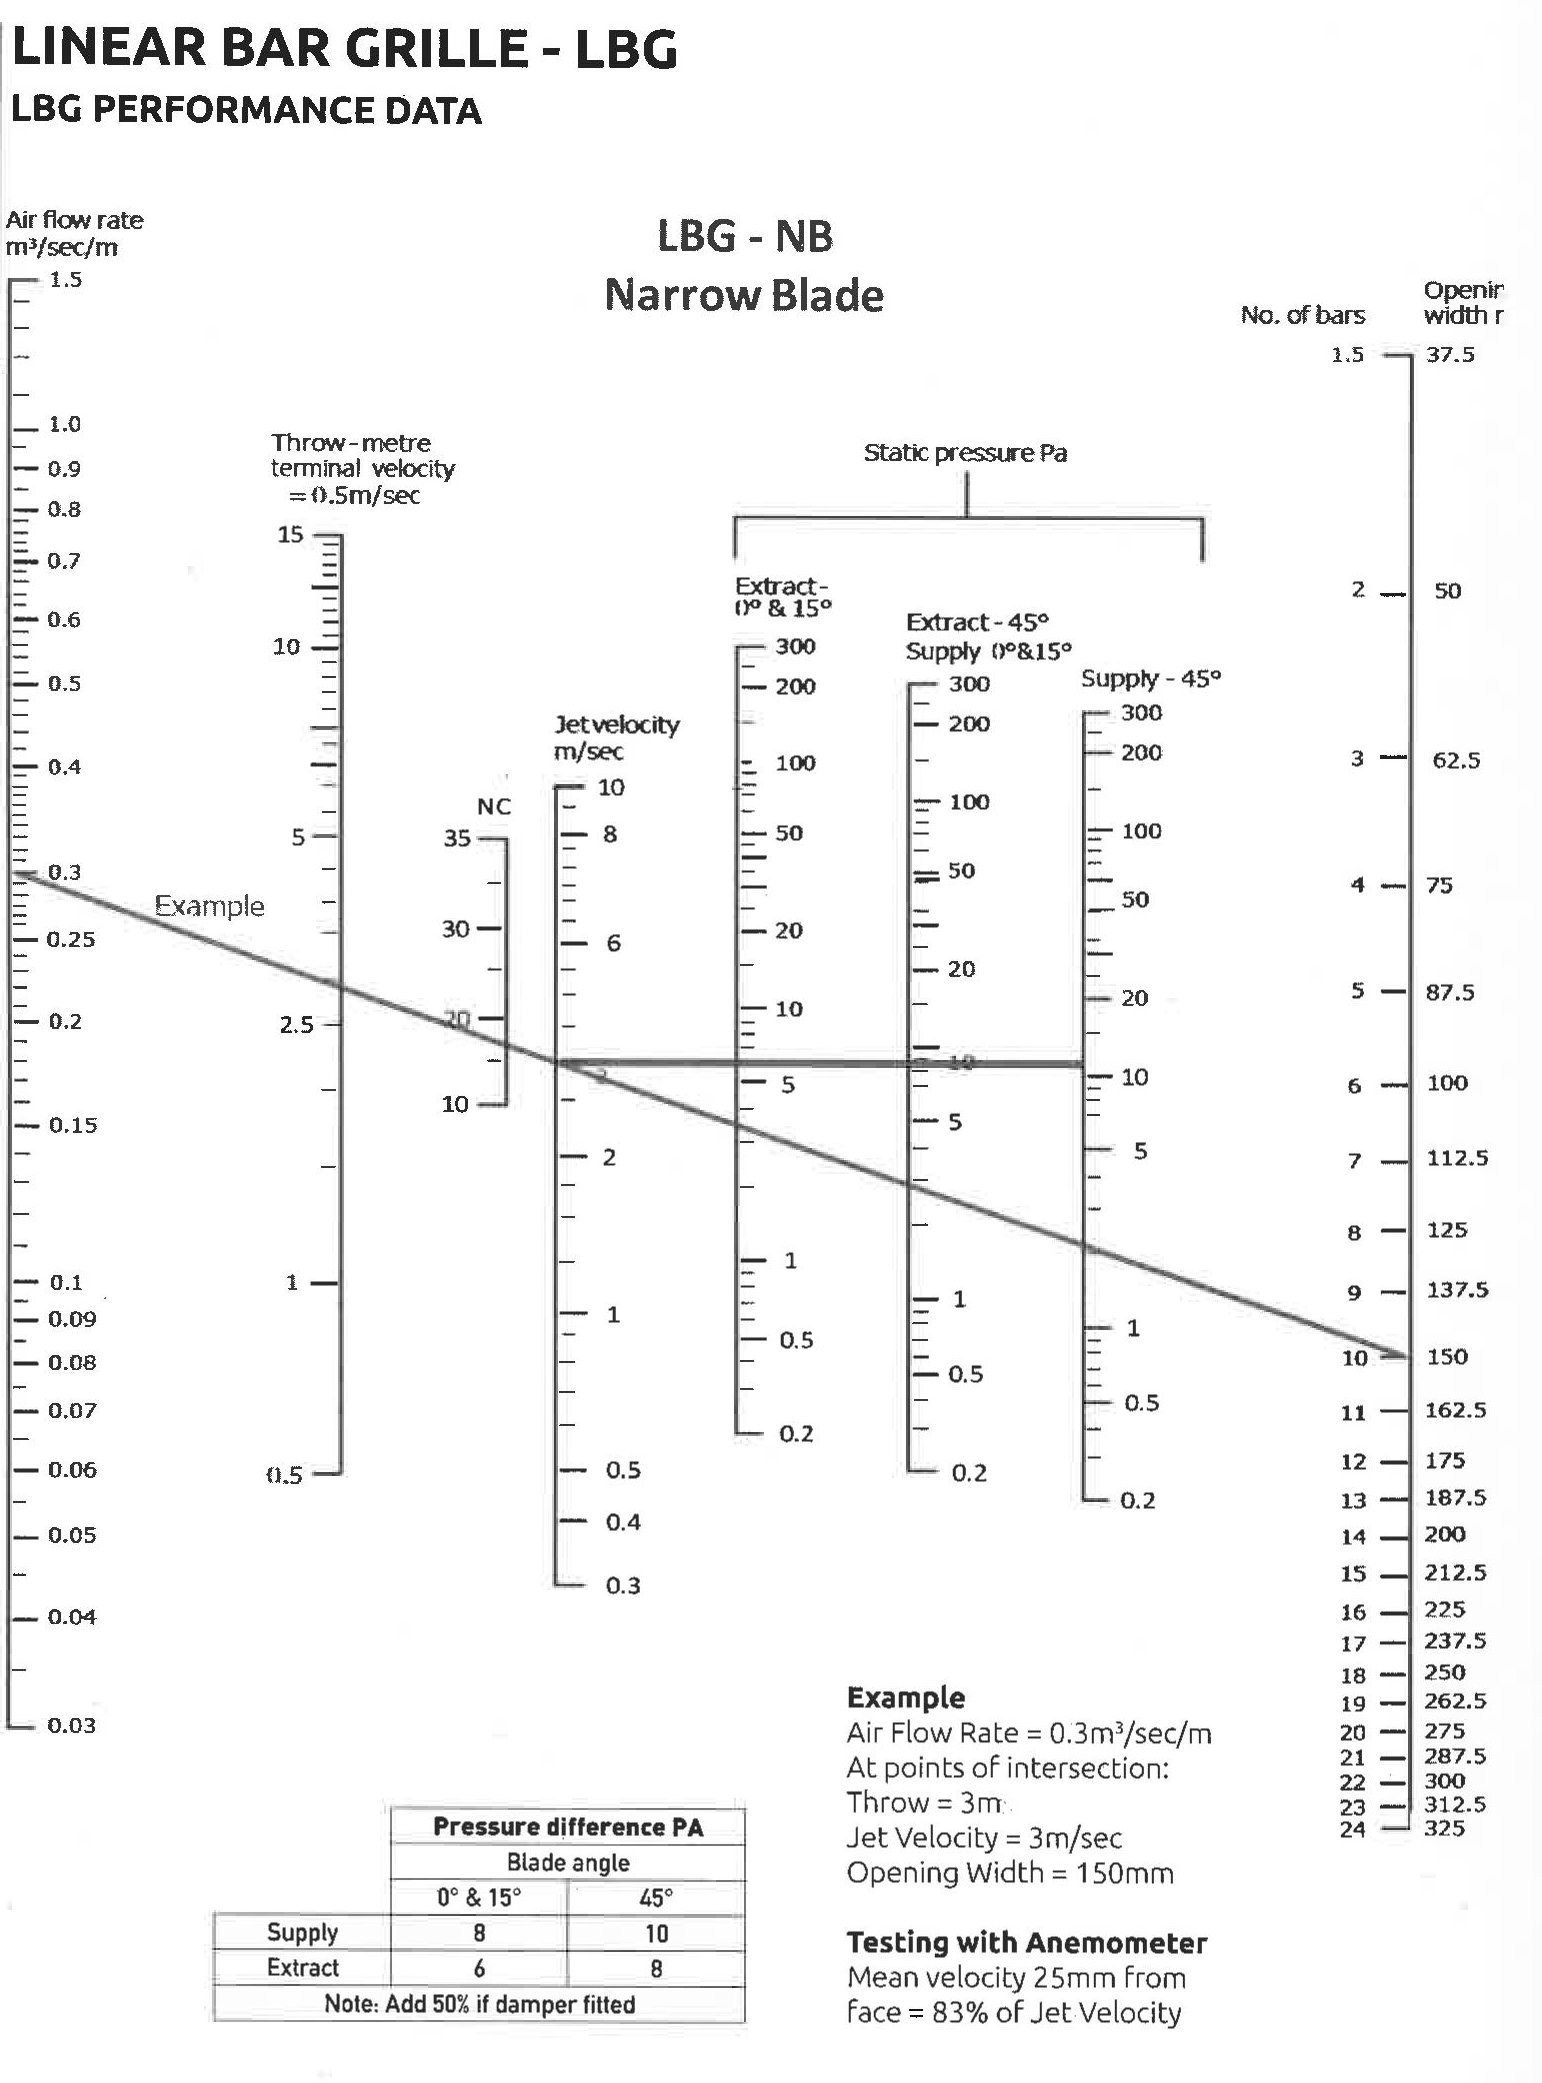 LINEAR BAR GRILLE - LBG
LBG PERFORMANCE DATA
LBG - NB
Narrow Blade
Air flow rate
m³/sec/m
1.5
1.0
0.9
0.8
0.7
0.6
0.5
0.4
0.3
0.25
0.2
0.15
0.1
0.09
0.08
0.07
0.06
0.05
0.04
0.03
Example
Throw-metre
terminal velocity
=0.5m/sec
15
10
5
2.5
1
0.5
NC
35
30
20
10
Jet velocity
m/sec
10
8
6
3
2
1
0.5
0.4
0.3
Static pressure Pa
Extract-
0° & 15°
300
200
100
50
20
10
5
1
0.5
0.2
Extract-45°
Supply 0°&15°
300
200
100
50
20
10
5
1
0.5
0.2
Supply - 45°
300
200
100
50
20
10
5
1
0.5
0.2
No. of bars Openir
width r
1.5 37.5
2 50
3 62.5
4 75
5 87.5
6 100
7 112.5
8 125
9 137.5
10 150
11 162.5
12 175
13 187.5
14 200
15 212.5
16 225
17 237.5
18 250
19 262.5
20 275
21 287.5
22 300
23 312.5
24 325
Pressure difference PA
Blade angle
0° & 15° 45°
Supply 8 10
Extract 6 8
Note: Add 50% if damper fitted
Example
Air Flow Rate = 0.3m³/sec/m
At points of intersection:
Throw = 3m
Jet Velocity = 3m/sec
Opening Width = 150mm
Testing with Anemometer
Mean velocity 25mm from
face = 83% of Jet Velocity